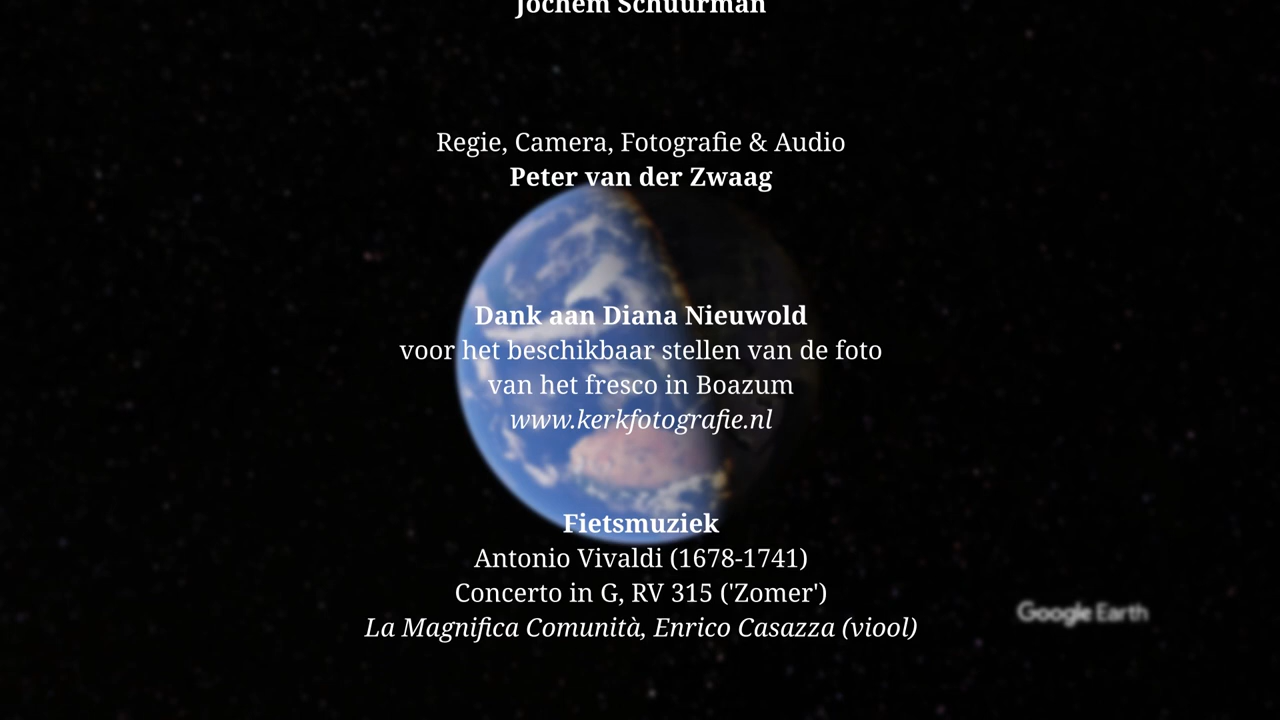 Jochem Schuurman
Regie, Camera, Fotografie & Audio
Peter van der Zwaag
Dank aan Diana Nieuwold
voor het beschikbaar stellen van de foto
van het fresco in Boazum
www.kerkfotografie.nl
Fietsmuziek
Antonio Vivaldi (1678-1741)
Concerto in G, RV 315 ('Zomer')
La Magnifica Comunità, Enrico Casazza (viool)
Google Earth